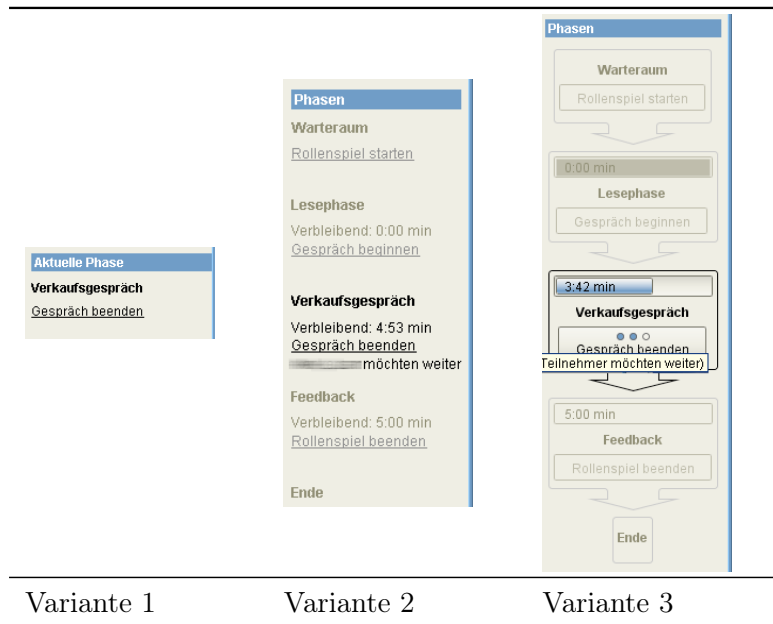 Aktuelle Phase
Verkaufsgespräch
Gespräch beenden
Phasen
Warteraum
Rollenspiel starten
Lesephase
Verbleibend: 0:00 min
Gespräch beginnen
Verkaufsgespräch
Verbleibend: 4:53 min
Gespräch beenden
möchten weiter
Feedback
Verbleibend: 5:00 min
Rollenspiel beenden
Ende
Phasen
Warteraum
Rollenspiel starten
0:00 min
Lesephase
Gespräch beginnen
3:42 min
Verkaufsgespräch
Gespräch beenden
Teilnehmer möchten weiter)
5:00 min
Feedback
Rollenspiel beenden
Ende
Variante 1
Variante 2
Variante 3